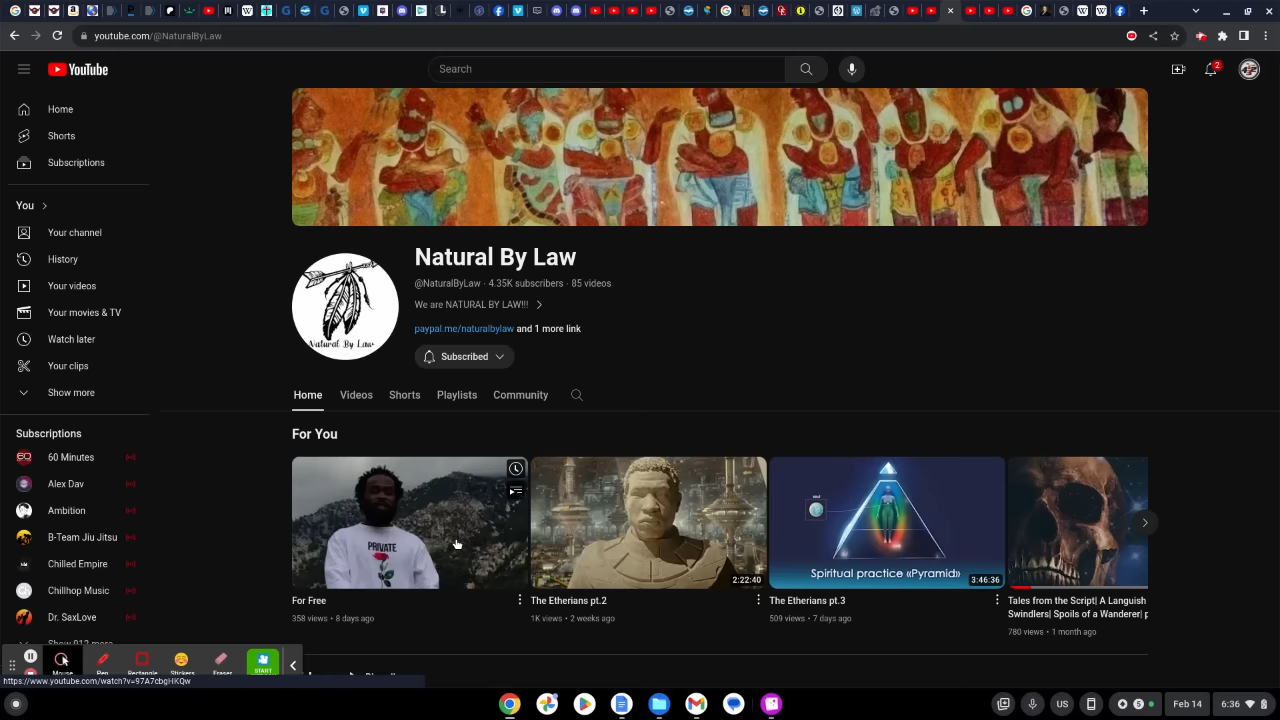 youtube.com/@NaturalByLaw
YouTube
Search
2
Home
Shorts
Subscriptions
You
Your channel
History
Your videos
Your movies & TV
Watch later
Your clips
Show more
Subscriptions
60 Minutes
Alex Dav
Ambition
B-Team Jiu Jitsu
Chilled Empire
Chillhop Music
Dr. SaxLove
Natural By Law
Natural By Law
@NaturalByLaw · 4.35K subscribers · 85 videos
We are NATURAL BY LAW!!!
paypal.me/naturalbylaw and 1 more link
Subscribed
Home Videos Shorts Playlists Community
For You
PRIVATE
2:22:40
soul
Spiritual practice «Pyramid»
3:46:36
For Free
358 views · 8 days ago
The Etherians pt.2
1K views · 2 weeks ago
The Etherians pt.3
509 views · 7 days ago
Tales from the Script| A Languish
Swindlers| Spoils of a Wanderer|
780 views · 1 month ago
Mouse Pen Rectangle Stickers Eraser START
https://www.youtube.com/watch?v=97A7cbgHKQw
US
Feb 14
6:36